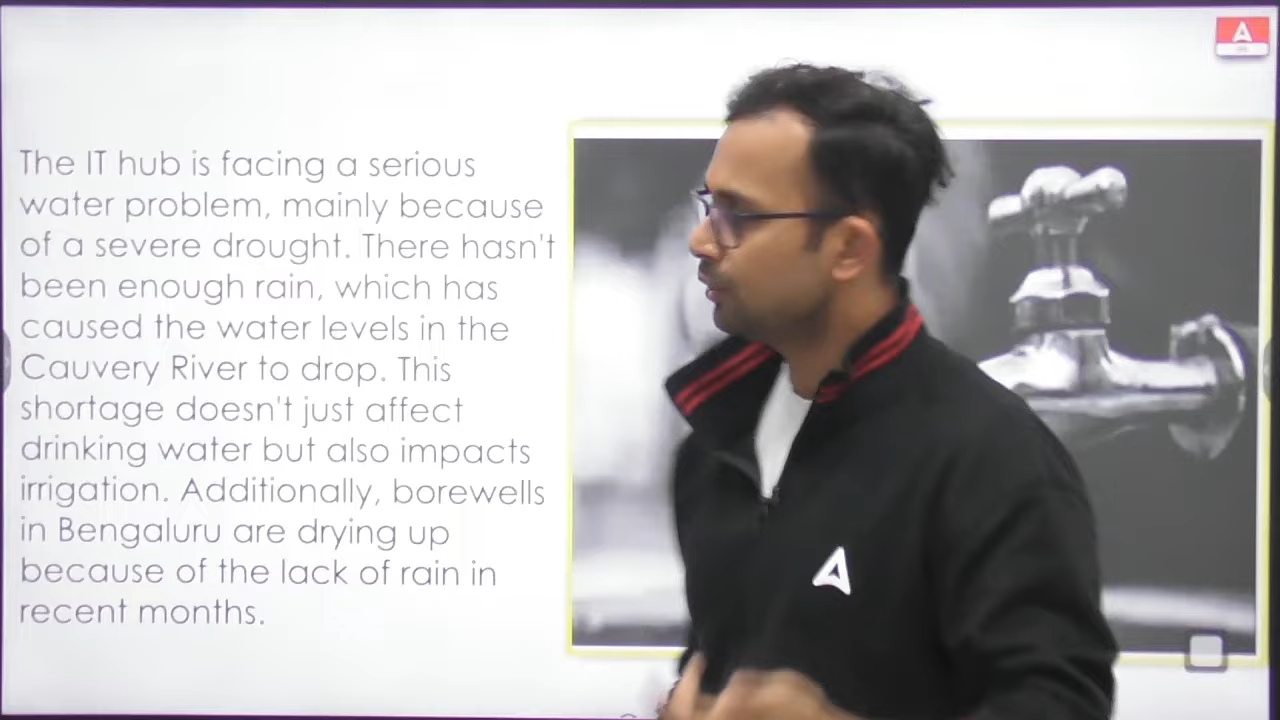 The IT hub is facing a serious
water problem, mainly because
of a severe drought. There hasn't
been enough rain, which has
caused the water levels in the
Cauvery River to drop. This
shortage doesn't just affect
drinking water but also impacts
irrigation. Additionally, borewells
in Bengaluru are drying up
because of the lack of rain in
recent months.